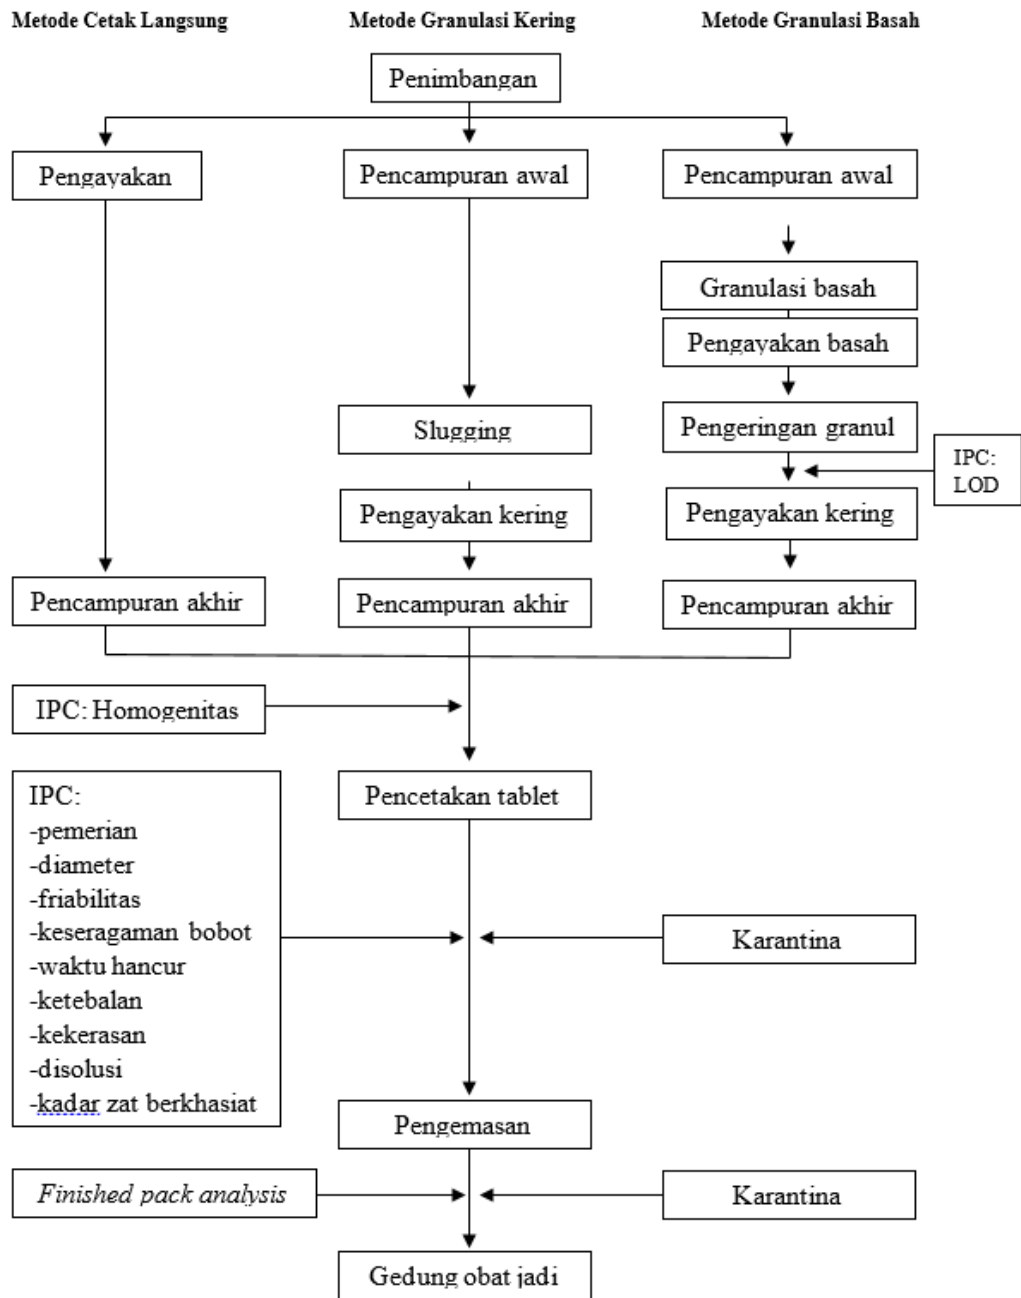 Metode Cetak Langsung
Metode Granulasi Kering
Metode Granulasi Basah
Penimbangan
Pengayakan
Pencampuran awal
Pencampuran awal
Granulasi basah
Pengayakan basah
Slugging
Pengeringan granul
IPC:
LOD
Pengayakan kering
Pengayakan kering
Pencampuran akhir
Pencampuran akhir
Pencampuran akhir
IPC: Homogenitas
Pencetakan tablet
IPC:
-pemerian
-diameter
-friabilitas
-keseragaman bobot
-waktu hancur
-ketebalan
-kekerasan
-disolusi
-kadar zat berkhasiat
Karantina
Pengemasan
Finished pack analysis
Karantina
Gedung obat jadi